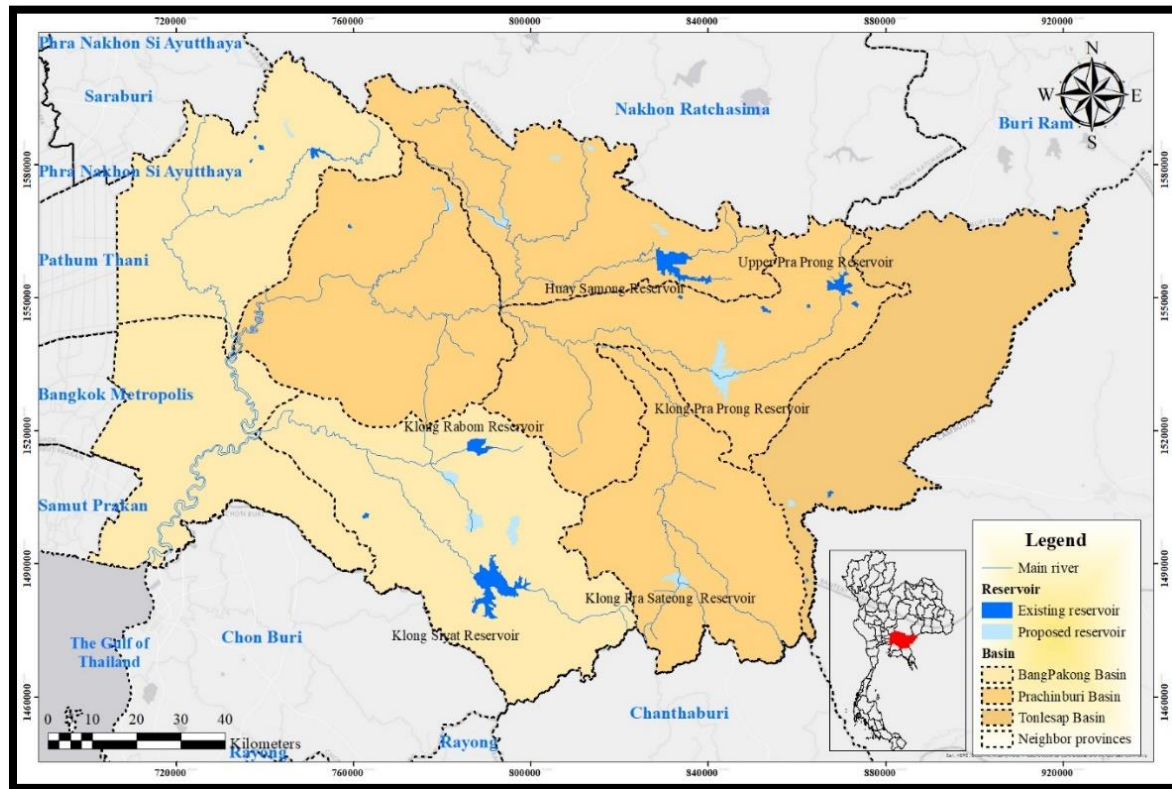 720000 760000 800000 840000 880000 920000
Phra Nakhon Si Ayutthaya
Saraburi
Nakhon Ratchasima
Buri Ram
N
W E
S
1580000
1580000
Phra Nakhon Si Ayutthaya
Pathum Thani
Upper Pra Prong Reservoir
Huay Samong Reservoir
1550000
1550000
Bangkok Metropolis
Klong Pra Prong Reservoir
Klong Rabom Reservoir
1520000
1520000
Samut Prakan
1490000
1490000
Klong Pra Sateong Reservoir
Klong Siyat Reservoir
Chon Buri
The Gulf of
Thailand
Chanthaburi
1460000
1460000
Rayong
Rayong
0 10 20 30 40
Kilometers
Legend
Main river
Reservoir
Existing reservoir
Proposed reservoir
Basin
BangPakong Basin
Prachinburi Basin
Tonlesap Basin
Neighbor provinces
720000 760000 800000 840000 880000 920000